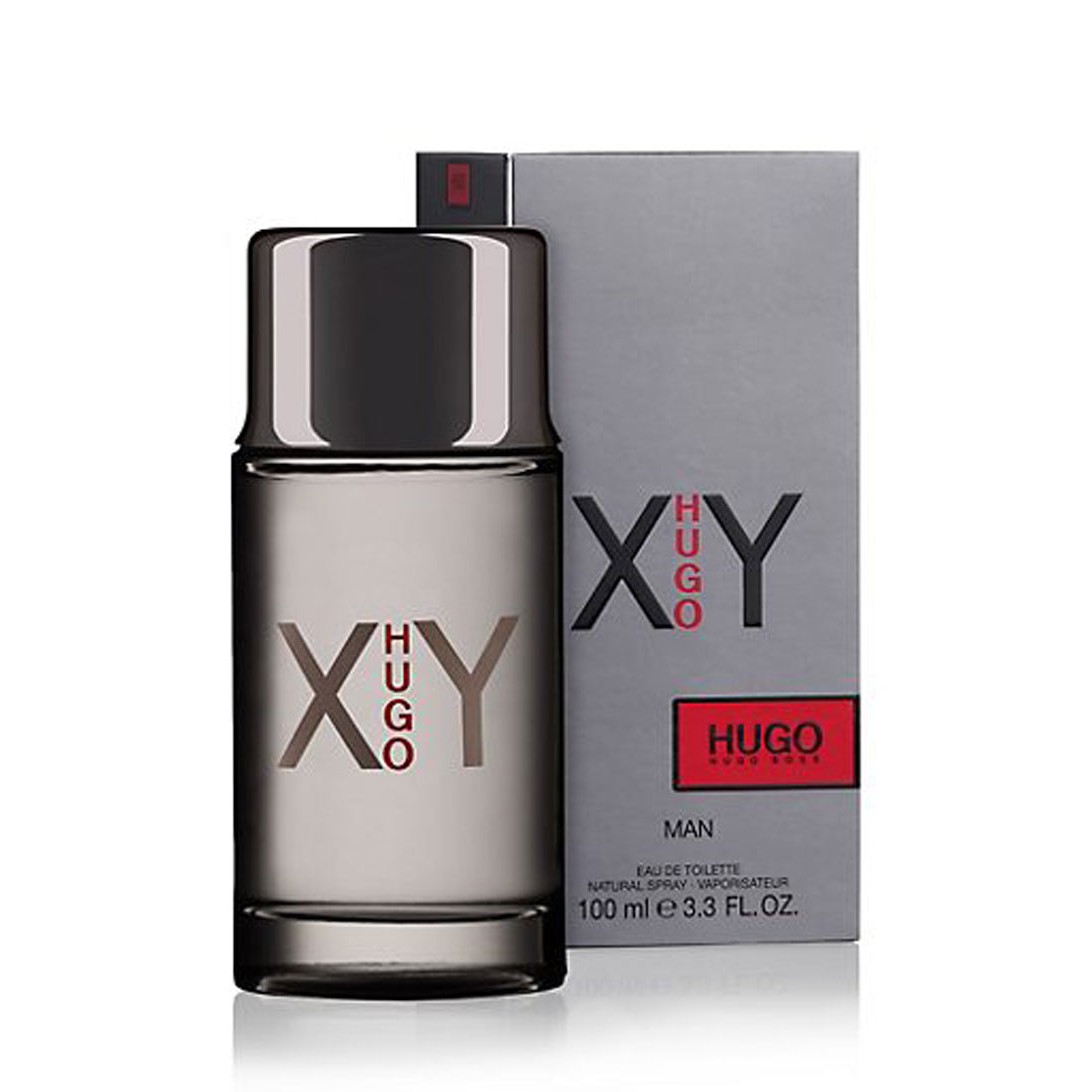 X HUGO Y
X HUGO Y
HUGO
HUGO BOSS
MAN
EAU DE TOILETTE
NATURAL SPRAY · VAPORISATEUR
100 ml ℮ 3.3 FL.OZ.